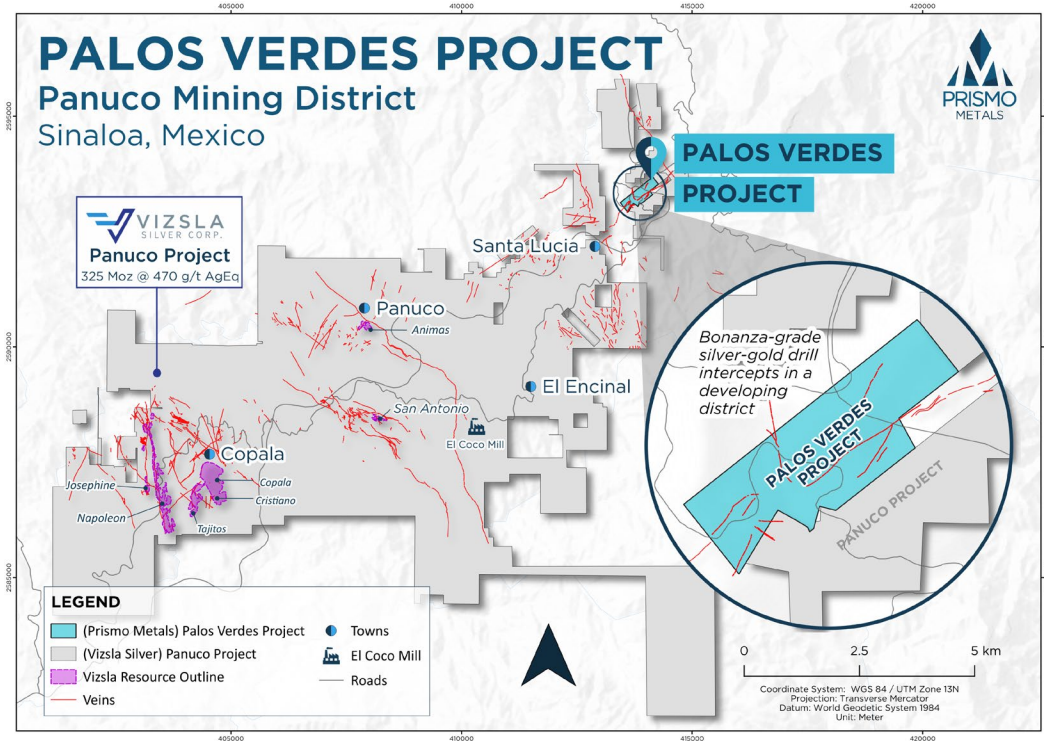 405000
410000
415000
420000
PALOS VERDES PROJECT
Panuco Mining District
Sinaloa, Mexico
PRISMO
METALS
2595000
PALOS VERDES
PROJECT
VIZSLA
SILVER CORP.
Panuco Project
325 Moz @ 470 g/t AgEq
Santa Lucia
Panuco
Animas
2590000
Bonanza-grade
silver-gold drill
intercepts in a
developing
district
El Encinal
San Antonio
El Coco Mill
PALOS VERDES
PROJECT
PANUCO PROJECT
Copala
Josephine
Copala
Cristiano
Napoleon
Tajitos
2585000
LEGEND
(Prismo Metals) Palos Verdes Project
(Vizsla Silver) Panuco Project
Vizsla Resource Outline
Veins
Towns
El Coco Mill
Roads
0 2.5 5 km
Coordinate System: WGS 84 / UTM Zone 13N
Projection: Transverse Mercator
Datum: World Geodetic System 1984
Unit: Meter
405000
410000
415000
420000